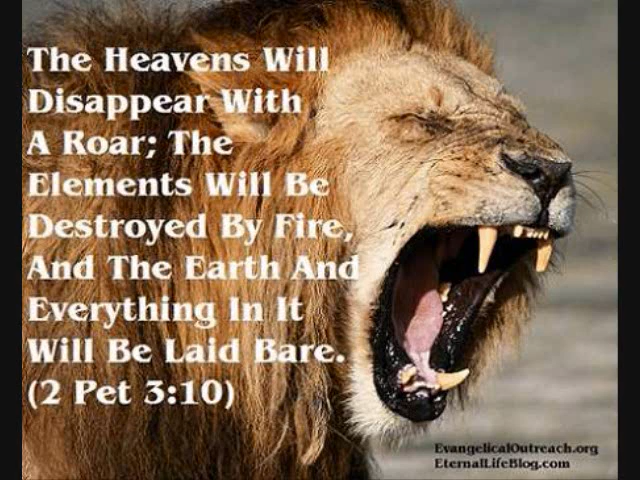 The Heavens Will
Disappear With
A Roar; The
Elements Will Be
Destroyed By Fire,
And The Earth And
Everything In It
Will Be Laid Bare.
(2 Pet 3:10)
EvangelicalOutreach.org
EternalLifeBlog.com